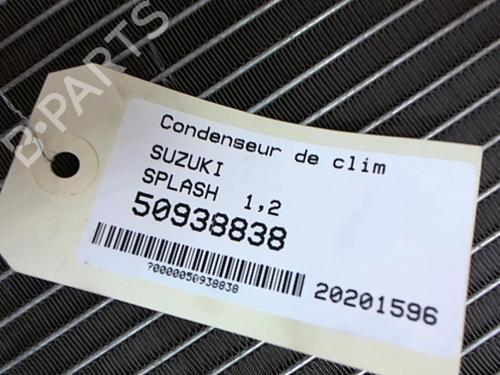 B-PARTS
Condenseur de clim
SUZUKI
SPLASH 1,2
50938838
?0000050938838
20201596